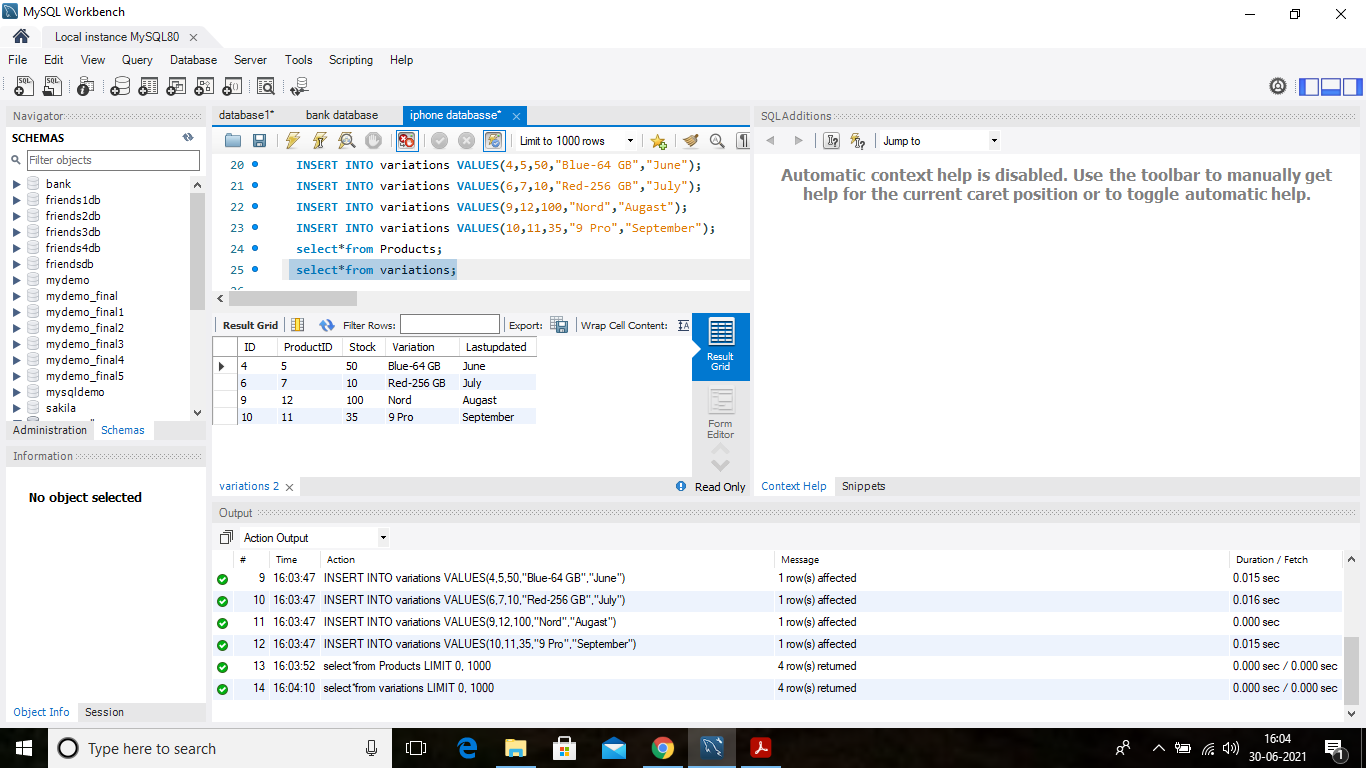 MySQL Workbench
Local instance MySQL80
File Edit View Query Database Server Tools Scripting Help
Navigator
SCHEMAS
Filter objects
bank
friends1db
friends2db
friends3db
friends4db
friendsdb
mydemo
mydemo_final
mydemo_final1
mydemo_final2
mydemo_final3
mydemo_final4
mydemo_final5
mysqldemo
sakila
Administration Schemas
Information
No object selected
Object Info Session
database1* bank database iphone databasse*
Limit to 1000 rows
20 INSERT INTO variations VALUES(4,5,50,"Blue-64 GB","June");
21 INSERT INTO variations VALUES(6,7,10,"Red-256 GB","July");
22 INSERT INTO variations VALUES(9,12,100,"Nord","Augast");
23 INSERT INTO variations VALUES(10,11,35,"9 Pro","September");
24 select*from Products;
25 select*from variations;
Result Grid Filter Rows: Export: Wrap Cell Content:
ID ProductID Stock Variation Lastupdated
4 5 50 Blue-64 GB June
6 7 10 Red-256 GB July
9 12 100 Nord Augast
10 11 35 9 Pro September
Result
Grid
Form
Editor
variations 2
Read Only
SQLAdditions
Jump to
Automatic context help is disabled. Use the toolbar to manually get
help for the current caret position or to toggle automatic help.
Context Help Snippets
Output
Action Output
# Time Action Message Duration / Fetch
9 16:03:47 INSERT INTO variations VALUES(4,5,50,"Blue-64 GB","June") 1 row(s) affected 0.015 sec
10 16:03:47 INSERT INTO variations VALUES(6,7,10,"Red-256 GB","July") 1 row(s) affected 0.016 sec
11 16:03:47 INSERT INTO variations VALUES(9,12,100,"Nord","Augast") 1 row(s) affected 0.000 sec
12 16:03:47 INSERT INTO variations VALUES(10,11,35,"9 Pro","September") 1 row(s) affected 0.015 sec
13 16:03:52 select*from Products LIMIT 0, 1000 4 row(s) returned 0.000 sec / 0.000 sec
14 16:04:10 select*from variations LIMIT 0, 1000 4 row(s) returned 0.000 sec / 0.000 sec
Type here to search
16:04
30-06-2021
1